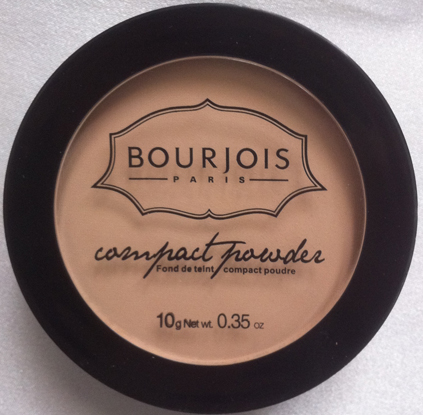 BOURJOIS
PARIS
compact powder
Fond de teint compact poudre
10g Net wt. 0.35 oz